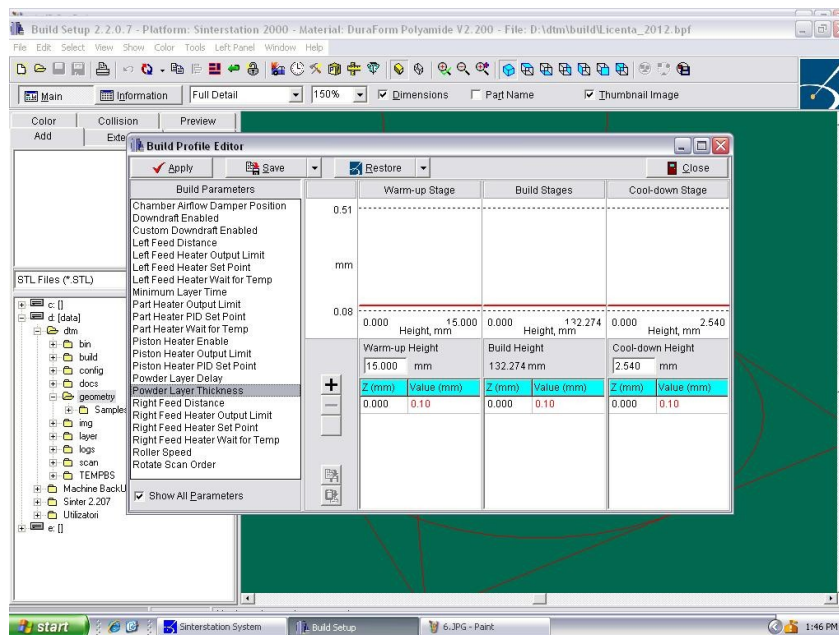 Build Setup 2.2.0.7 - Platform: Sinterstation 2000 - Material: DuraForm Polyamide V2.200 - File: D:\dtm\build\Licenta_2012.bpf
File Edit Select View Show Color Tools Left Panel Window Help
Main Information Full Detail 150% Dimensions Part Name Thumbnail Image
Color Collision Preview
Add Exte
Build Profile Editor
Apply Save Restore Close
Build Parameters Warm-up Stage Build Stages Cool-down Stage
Chamber Airflow Damper Position
Downdraft Enabled
Custom Downdraft Enabled
Left Feed Distance
Left Feed Heater Output Limit
Left Feed Heater Set Point
Left Feed Heater Wait for Temp
Minimum Layer Time
Part Heater Output Limit
Part Heater PID Set Point
Part Heater Wait for Temp
Piston Heater Enable
Piston Heater Output Limit
Piston Heater PID Set Point
Powder Layer Delay
Powder Layer Thickness
Right Feed Distance
Right Feed Heater Output Limit
Right Feed Heater Set Point
Right Feed Heater Wait for Temp
Roller Speed
Rotate Scan Order
Show All Parameters
0.51
mm
0.08
0.000 15.000 0.000 132.274 0.000 2.540
Height, mm Height, mm Height, mm
Warm-up Height Build Height Cool-down Height
15.000 mm 132.274 mm 2.540 mm
Z (mm) Value (mm) Z (mm) Value (mm) Z (mm) Value (mm)
0.000 0.10 0.000 0.10 0.000 0.10
STL Files (*.STL)
c: []
d: [data]
dtm
bin
build
config
docs
geometry
Samples
img
layer
logs
scan
TEMPBS
Machine BackU
Sinter 2.207
Utilizatori
e: []
start Sinterstation System Build Setup 6.JPG - Paint 1:46 PM